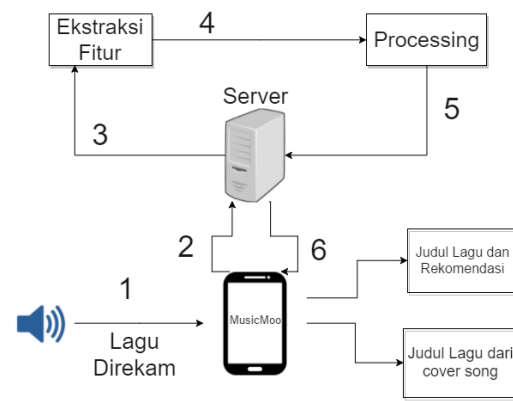 Ekstraksi
Fitur
4
Processing
Server
3
5
2
6
1
Lagu
Direkam
MusicMoo
Judul Lagu dan
Rekomendasi
Judul Lagu dari
cover song